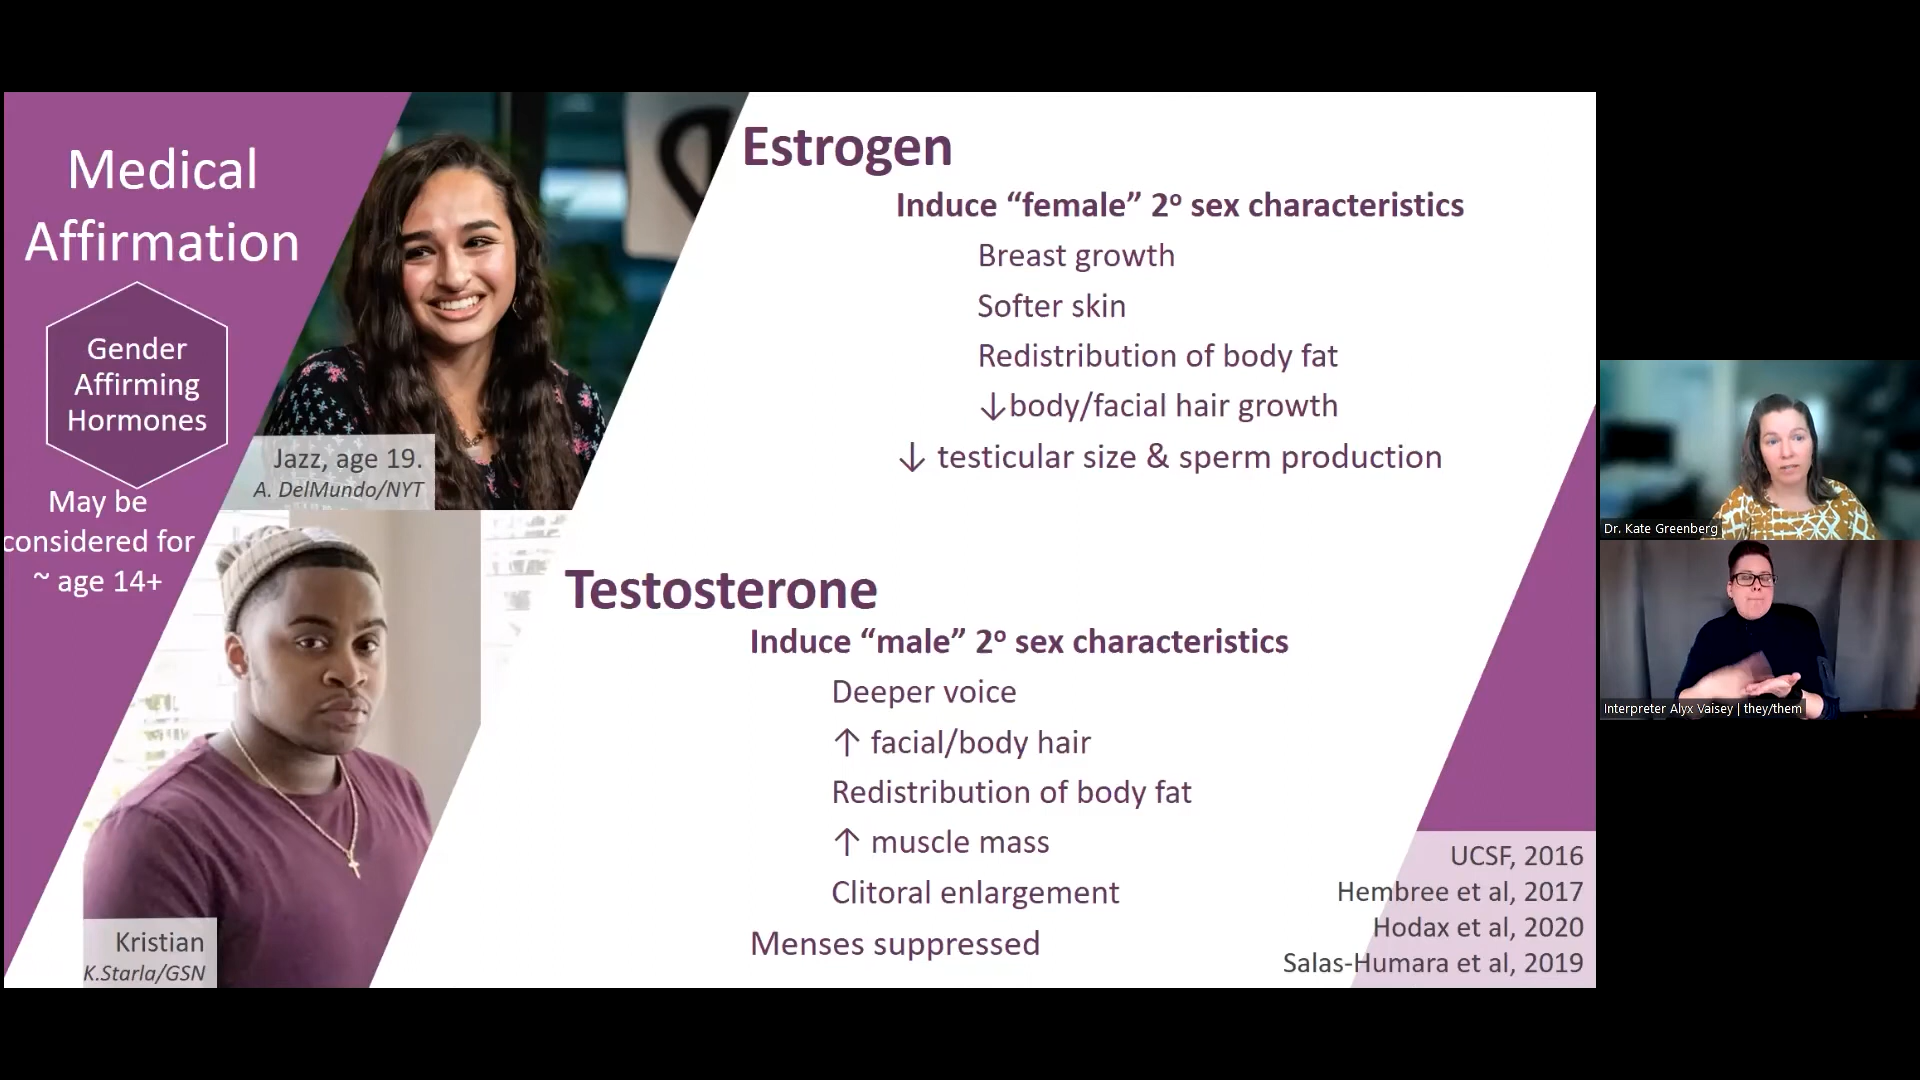 Medical
Affirmation
Gender
Affirming
Hormones
May be
considered for
~ age 14+
Jazz, age 19.
A. DelMundo/NYT
Kristian
K.Starla/GSN
Estrogen
Induce “female” 2º sex characteristics
Breast growth
Softer skin
Redistribution of body fat
↓body/facial hair growth
↓ testicular size & sperm production
Testosterone
Induce “male” 2º sex characteristics
Deeper voice
↑ facial/body hair
Redistribution of body fat
↑ muscle mass
Clitoral enlargement
Menses suppressed
UCSF, 2016
Hembree et al, 2017
Hodax et al, 2020
Salas-Humara et al, 2019
Dr. Kate Greenberg
Interpreter Alyx Vaisey | they/them